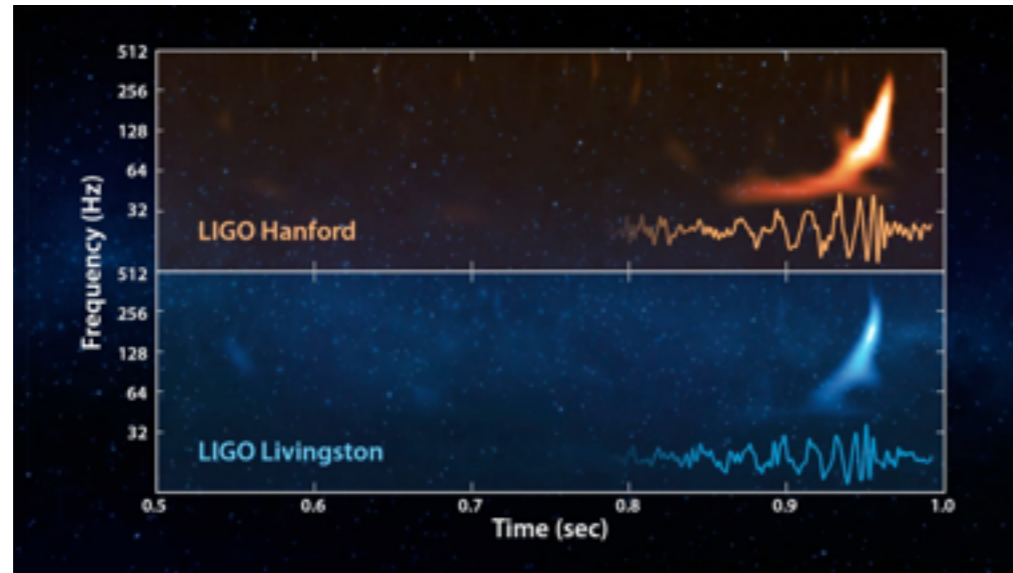 512
256
128
64
32
LIGO Hanford
512
256
128
64
32
LIGO Livingston
Frequency (Hz)
0.5 0.6 0.7 0.8 0.9 1.0
Time (sec)